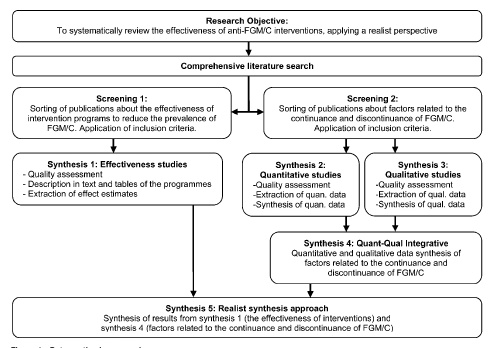 Research Objective:
To systematically review the effectiveness of anti-FGM/C interventions, applying a realist perspective
Comprehensive literature search
Screening 1:
Sorting of publications about the effectiveness of
intervention programs to reduce the prevalence of
FGM/C. Application of inclusion criteria.
Screening 2:
Sorting of publications about factors related to the
continuance and discontinuance of FGM/C.
Application of inclusion criteria.
Synthesis 1: Effectiveness studies
- Quality assessment
- Description in text and tables of the programmes
- Extraction of effect estimates
Synthesis 2:
Quantitative studies
-Quality assessment
-Extraction of quan. data
-Synthesis of quan. data
Synthesis 3:
Qualitative studies
-Quality assessment
-Extraction of qual. data
-Synthesis of qual. data
Synthesis 4: Quant-Qual Integrative
Quantitative and qualitative data synthesis of
factors related to the continuance and
discontinuance of FGM/C
Synthesis 5: Realist synthesis approach
Synthesis of results from synthesis 1 (the effectiveness of interventions) and
synthesis 4 (factors related to the continuance and discontinuance of FGM/C)